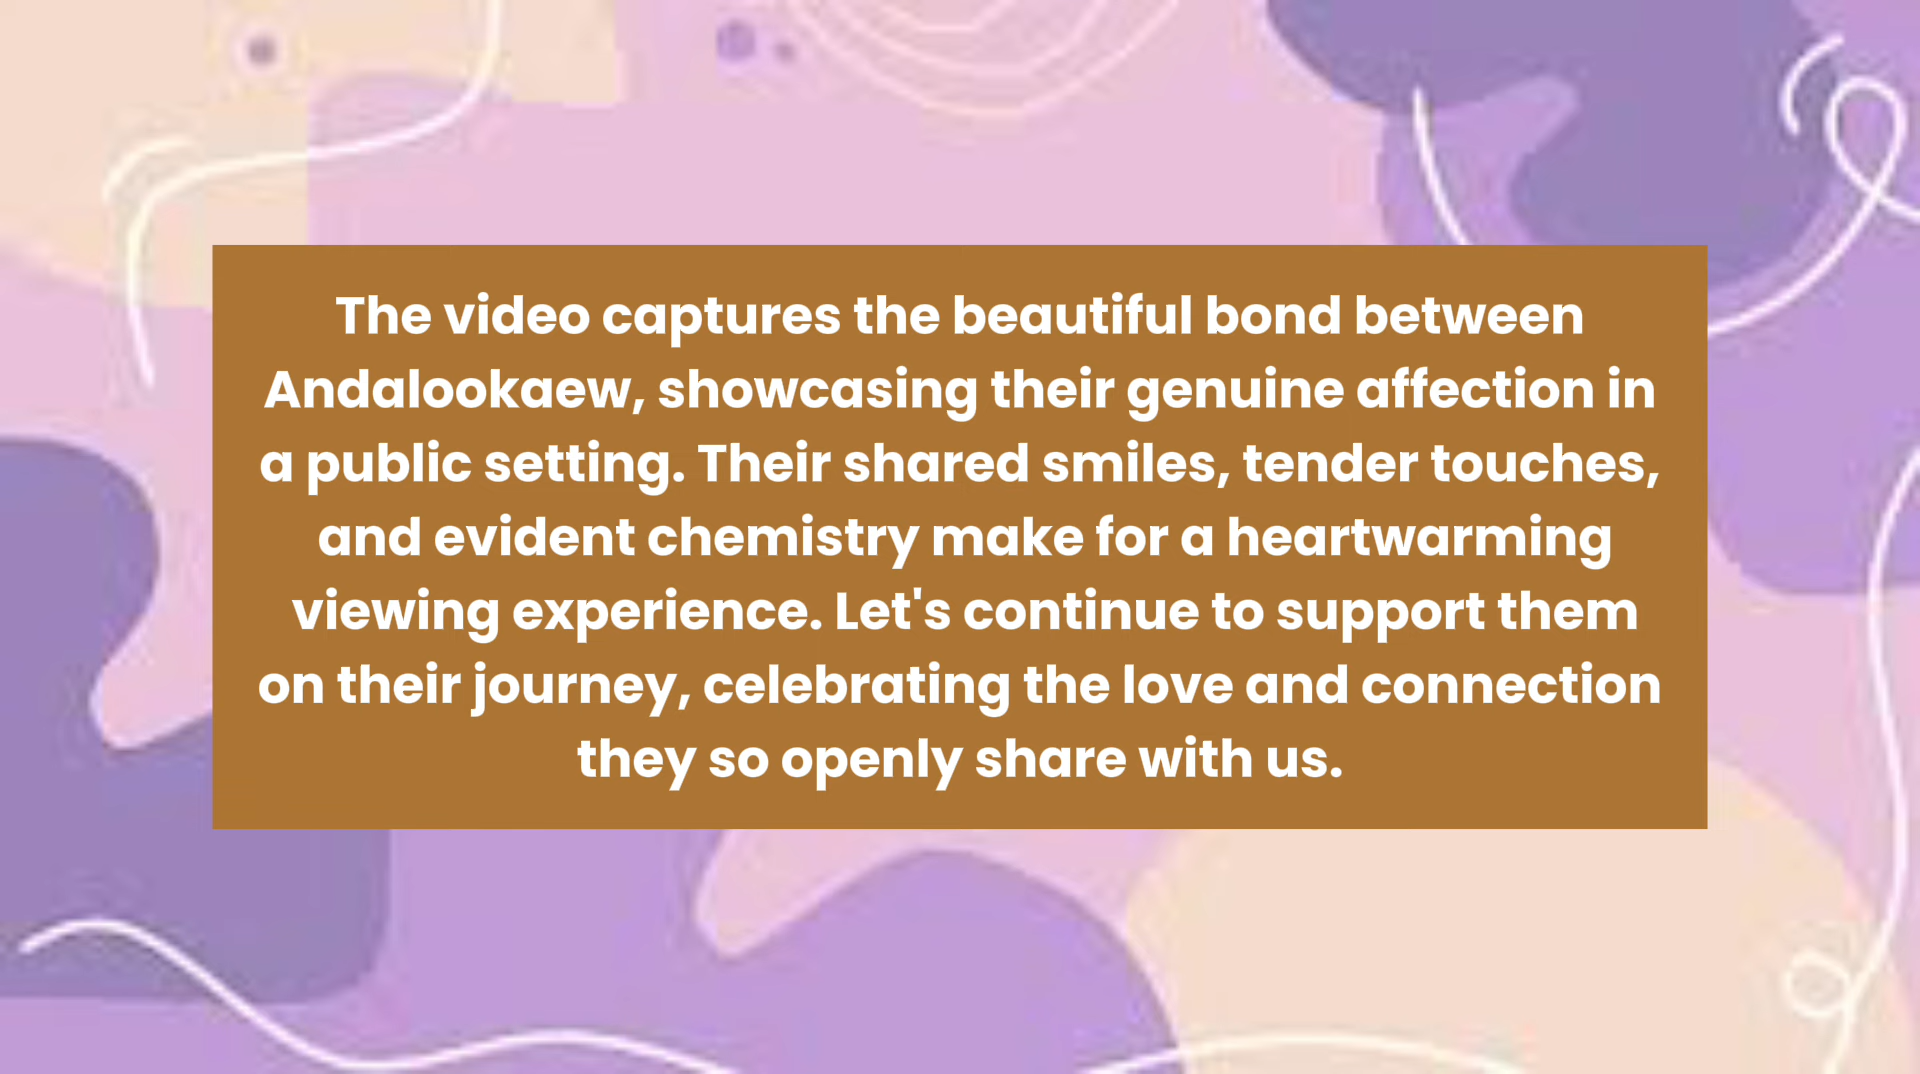 The video captures the beautiful bond between
Andalookaew, showcasing their genuine affection in
a public setting. Their shared smiles, tender touches,
and evident chemistry make for a heartwarming
viewing experience. Let's continue to support them
on their journey, celebrating the love and connection
they so openly share with us.